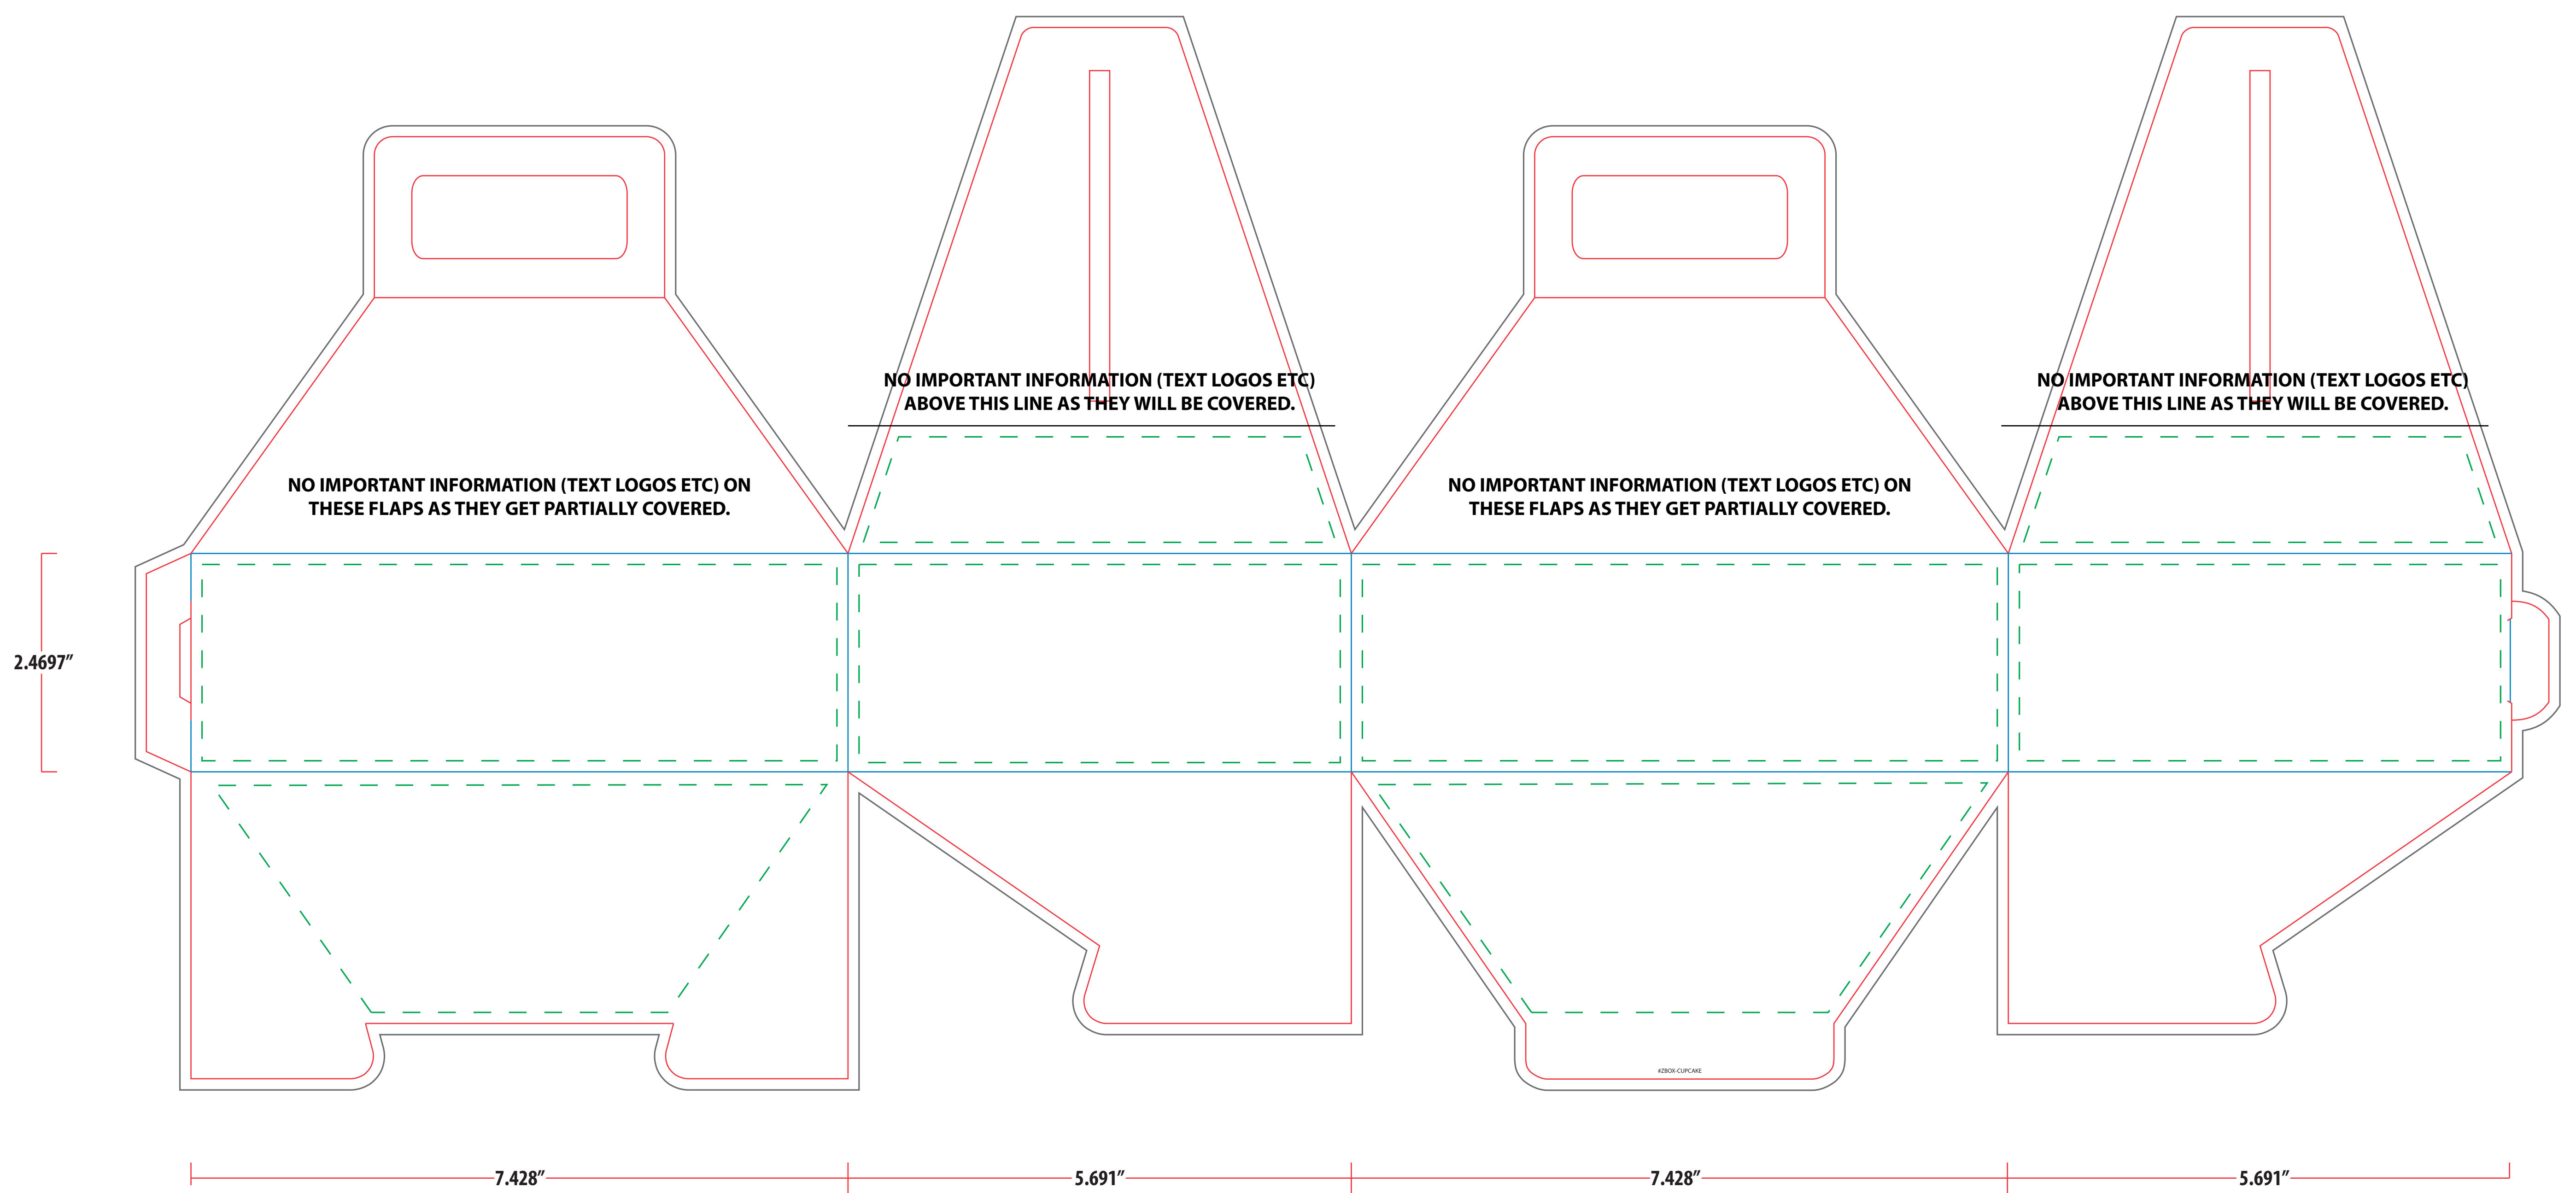 NO IMPORTANT INFORMATION (TEXT LOGOS ETC)
ABOVE THIS LINE AS THEY WILL BE COVERED.
NO IMPORTANT INFORMATION (TEXT LOGOS ETC)
ABOVE THIS LINE AS THEY WILL BE COVERED.
NO IMPORTANT INFORMATION (TEXT LOGOS ETC) ON
THESE FLAPS AS THEY GET PARTIALLY COVERED.
NO IMPORTANT INFORMATION (TEXT LOGOS ETC) ON
THESE FLAPS AS THEY GET PARTIALLY COVERED.
2.4697”
#ZBOX-CUPCAKE
7.428”
5.691”
7.428”
5.691”